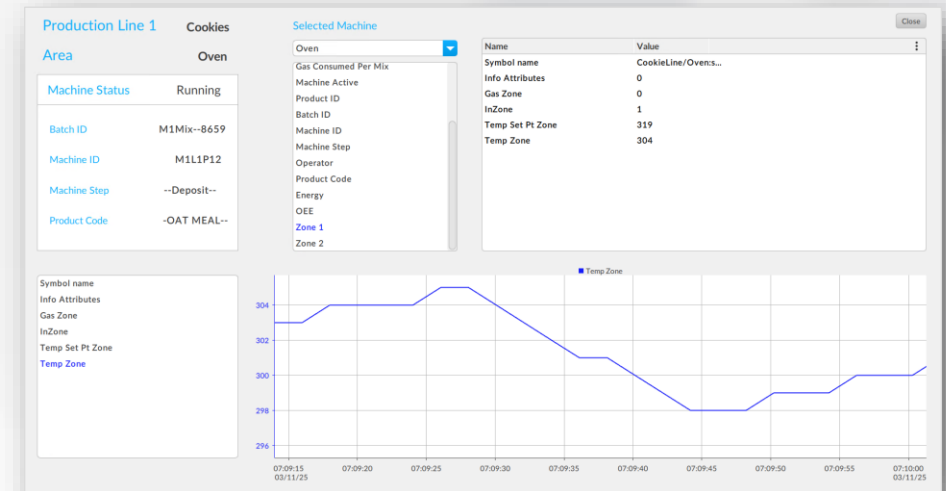 Production Line 1 Cookies
Area Oven
Machine Status Running
Batch ID M1Mix--8659
Machine ID M1L1P12
Machine Step --Deposit--
Product Code -OAT MEAL--
Selected Machine
Oven
Gas Consumed Per Mix
Machine Active
Product ID
Batch ID
Machine ID
Machine Step
Operator
Product Code
Energy
OEE
Zone 1
Zone 2
Close
Name Value
Symbol name CookieLine/Oven:s...
Info Attributes 0
Gas Zone 0
InZone 1
Temp Set Pt Zone 319
Temp Zone 304
Symbol name
Info Attributes
Gas Zone
InZone
Temp Set Pt Zone
Temp Zone
Temp Zone
304
302
300
298
296
07:09:15 07:09:20 07:09:25 07:09:30 07:09:35 07:09:40 07:09:45 07:09:50 07:09:55 07:10:00
03/11/25 03/11/25